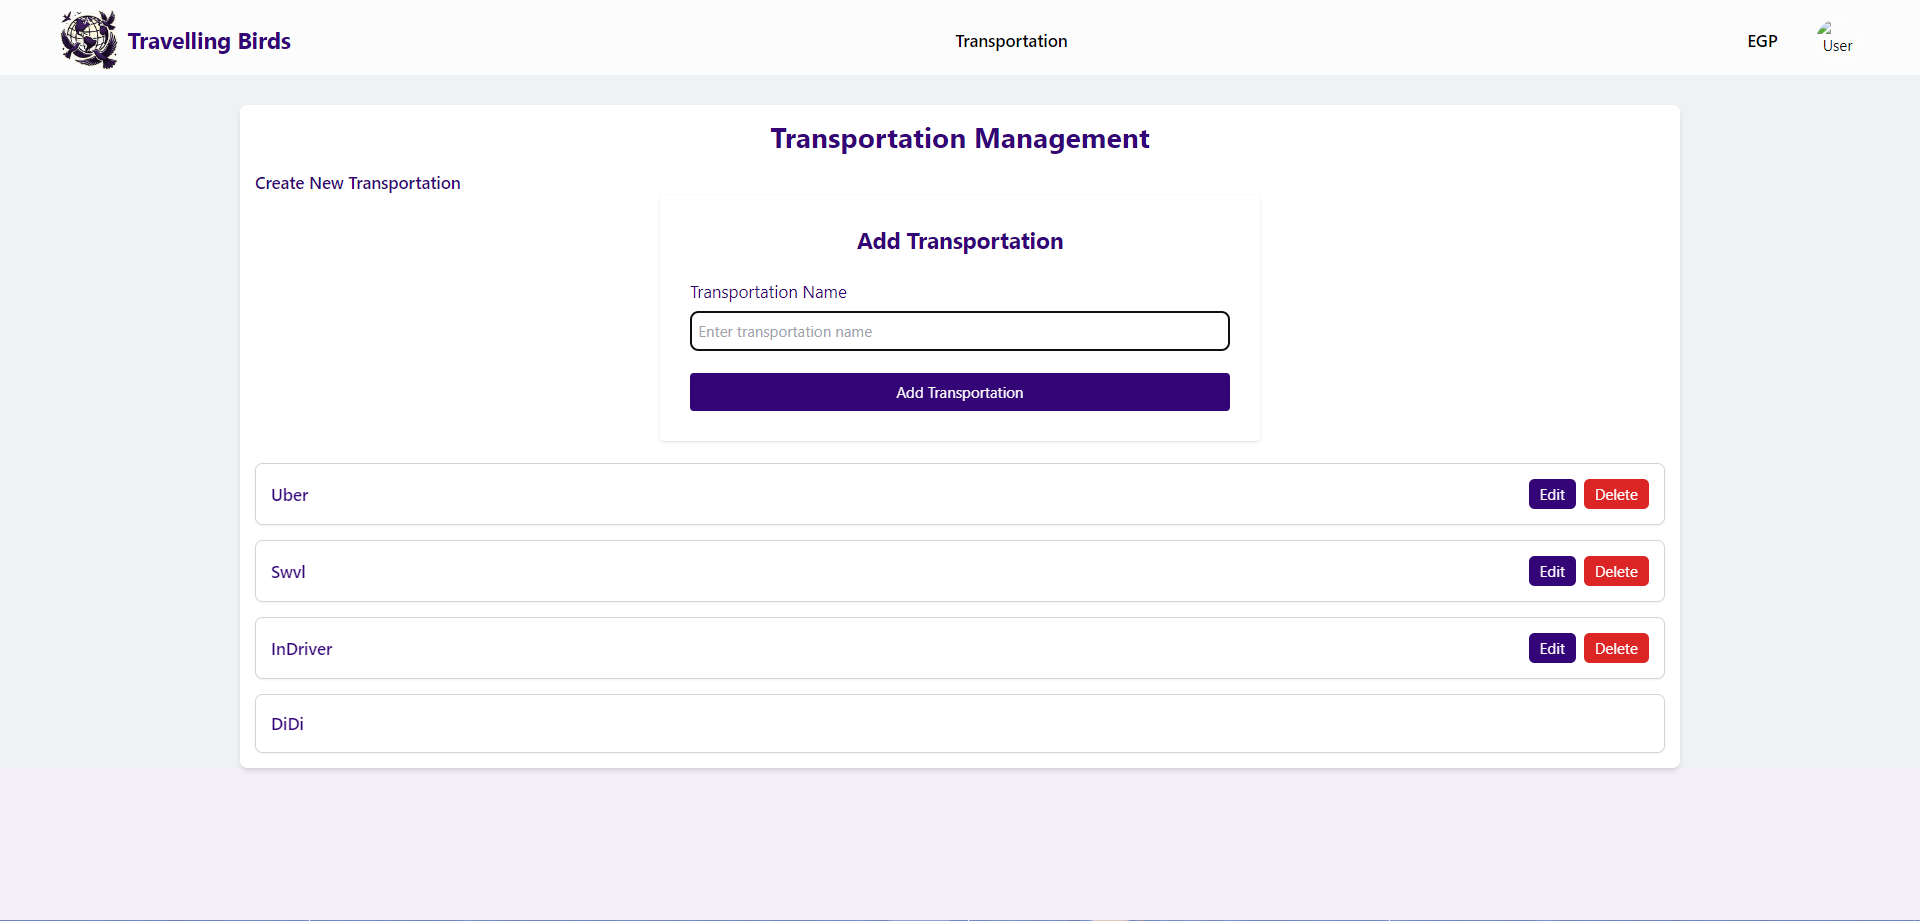 Travelling Birds
Transportation
EGP
User
Transportation Management
Create New Transportation
Add Transportation
Transportation Name
Enter transportation name
Add Transportation
Uber
Edit
Delete
Swvl
Edit
Delete
InDriver
Edit
Delete
DiDi